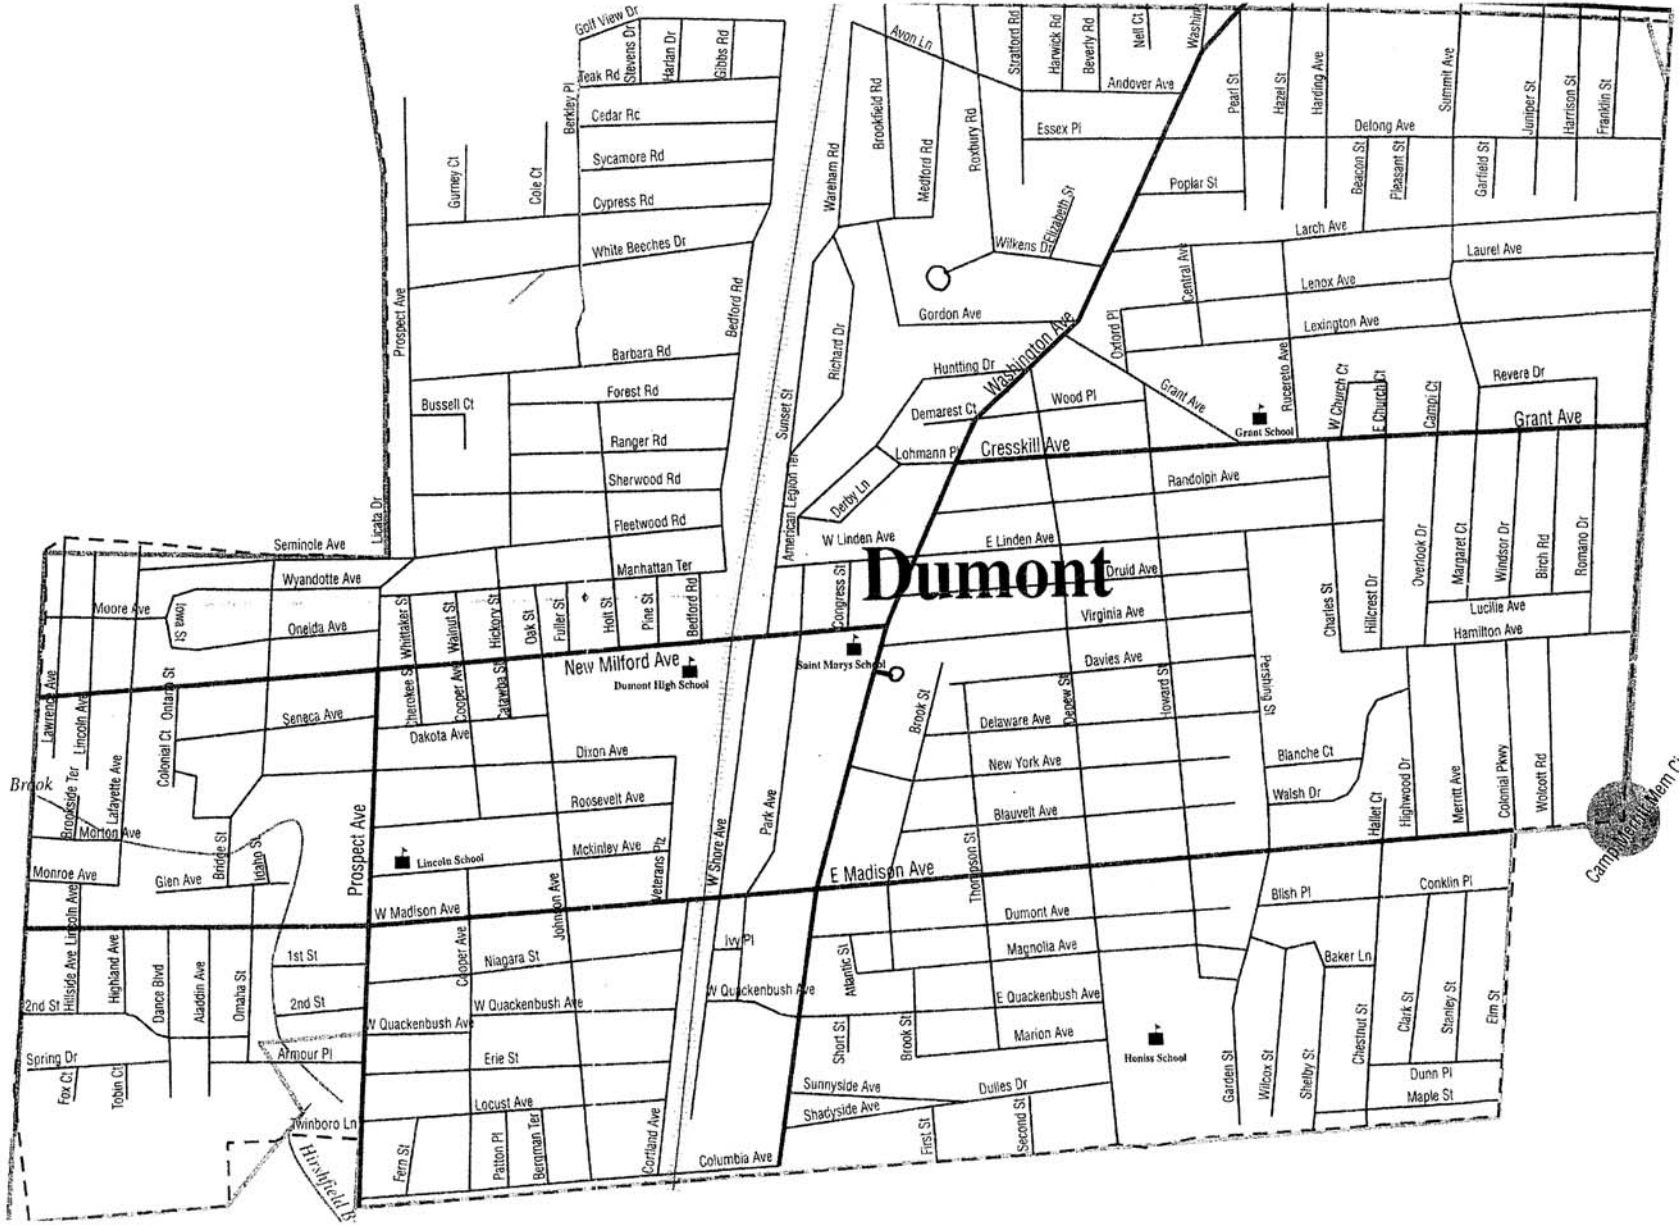 Golf View Dr
Stevens Dr
Harlan Dr
Gibbs Rd
Teak Rd
Berkley Pl
Cedar Rc
Sycamore Rd
Gurney Ct
Cole Ct
Cypress Rd
White Beeches Dr
Prospect Ave
Bedford Rd
Barbara Rd
Forest Rd
Bussell Ct
Ranger Rd
Sherwood Rd
Fleetwood Rd
Licata Dr
Manhattan Ter
Avon Ln
Stratford Rd
Harwick Rd
Beverly Rd
Nell Ct
Washin
Andover Ave
Brookfield Rd
Roxbury Rd
Essex Pl
Wareham Rd
Medford Rd
Elizabeth St
Wilkens Dr
Gordon Ave
Richard Dr
Sunset St
Washington Ave
Huntting Dr
Demarest Ct
Wood Pl
Lohmann Pl
Cresskill Ave
Derby Ln
American Legion Ter
W Linden Ave
E Linden Ave
Pearl St
Hazel St
Harding Ave
Summit Ave
Juniper St
Harrison St
Franklin St
Delong Ave
Beacon St
Pleasant St
Garfield St
Poplar St
Larch Ave
Laurel Ave
Central Ave
Lenox Ave
Oxford Pl
Lexington Ave
Rucereto Ave
Grant Ave
W Church Ct
E Church Ct
Campi Ct
Revere Dr
Grant Ave
Grant School
Randolph Ave
Overlook Dr
Margaret Ct
Windsor Dr
Birch Rd
Romano Dr
Charles St
Hillcrest Dr
Lucille Ave
Hamilton Ave
Dumont
Druid Ave
Virginia Ave
Congress St
Seminole Ave
Wyandotte Ave
Moore Ave
Iowa St
Oneida Ave
Whittaker St
Walnut St
Hickory St
Oak St
Fuller St
Holt St
Pine St
Bedford Rd
New Milford Ave
Dumont High School
Saint Marys School
Lawrence Ave
Lincoln Ave
Ontario St
Colonial Ct
Seneca Ave
Cherokee St
Cooper Ave
Catawba St
Dakota Ave
Dixon Ave
Brook
Brookside Ter
Lafayette Ave
Morton Ave
Roosevelt Ave
Park Ave
Monroe Ave
Glen Ave
Bridge St
Idaho St
Prospect Ave
Lincoln School
Mckinley Ave
Veterans Plz
W Shore Ave
W Madison Ave
Johnson Ave
E Madison Ave
Brook St
Davies Ave
Depew St
Howard St
Pershing St
Delaware Ave
New York Ave
Blauvelt Ave
Thompson St
Blanche Ct
Walsh Dr
Hallet Ct
Highwood Dr
Merritt Ave
Colonial Pkwy
Wolcott Rd
Camp Merritt Mem C
Blish Pl
Conklin Pl
Dumont Ave
Magnolia Ave
Baker Ln
Hillside Ave
Lincoln Ave
Highland Ave
Dance Blvd
Aladdin Ave
Omaha St
1st St
2nd St
2nd St
Cooper Ave
Niagara St
Ivy Pl
Atlantic St
W Quackenbush Ave
W Quackenbush Ave
W Quackenbush Ave
E Quackenbush Ave
Spring Dr
Fox Ct
Tobin Ct
Armour Pl
Erie St
Short St
Brook St
Marion Ave
Honiss School
Garden St
Wilcox St
Shelby St
Chestnut St
Clark St
Stanley St
Elm St
Dunn Pl
Maple St
Twinboro Ln
Locust Ave
Sunnyside Ave
Shadyside Ave
Dulles Dr
First St
Second St
Hirshfield B
Fern St
Patton Pl
Bergman Ter
Cortland Ave
Columbia Ave